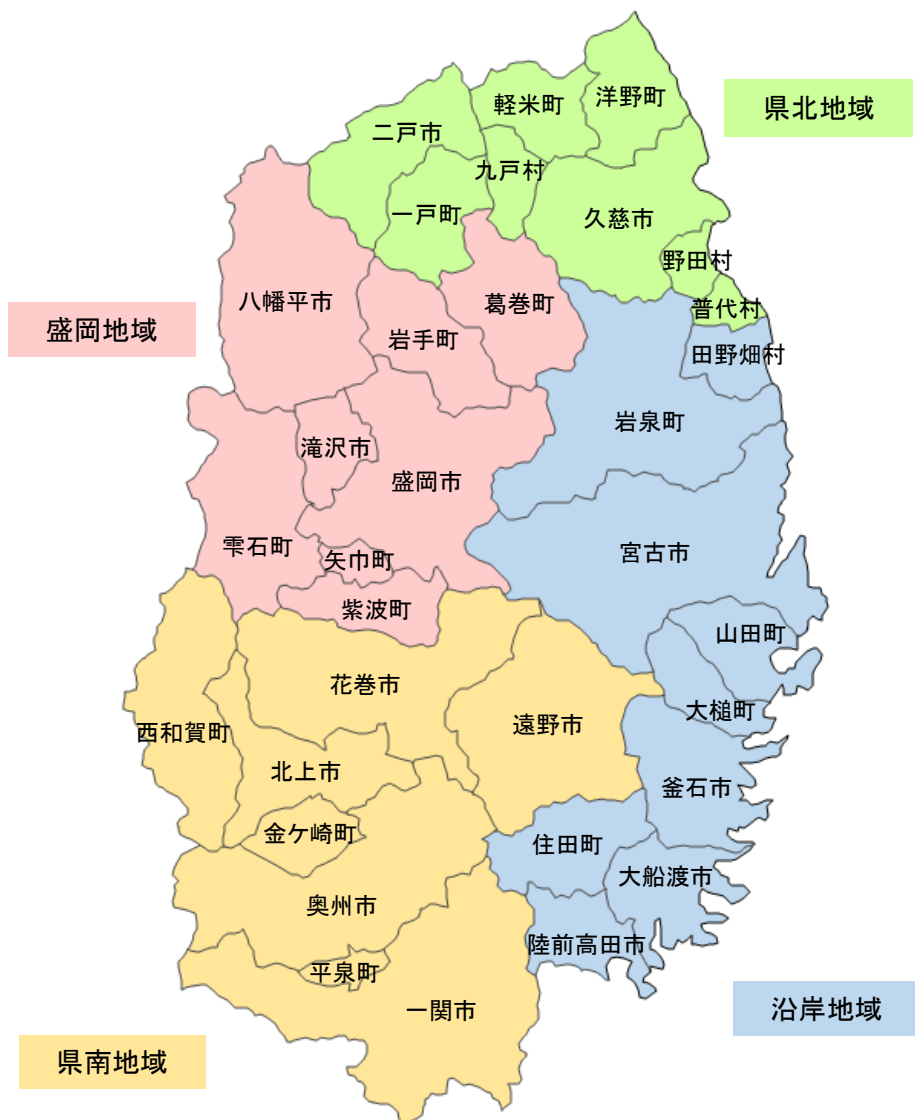 洋野町
軽米町
県北地域
二戸市
九戸村
一戸町
久慈市
野田村
八幡平市
葛巻町
普代村
盛岡地域
岩手町
田野畑村
岩泉町
滝沢市
盛岡市
雫石町
宮古市
矢巾町
紫波町
山田町
花巻市
大槌町
西和賀町
遠野市
北上市
釜石市
金ケ崎町
住田町
大船渡市
奥州市
陸前高田市
平泉町
一関市
沿岸地域
県南地域